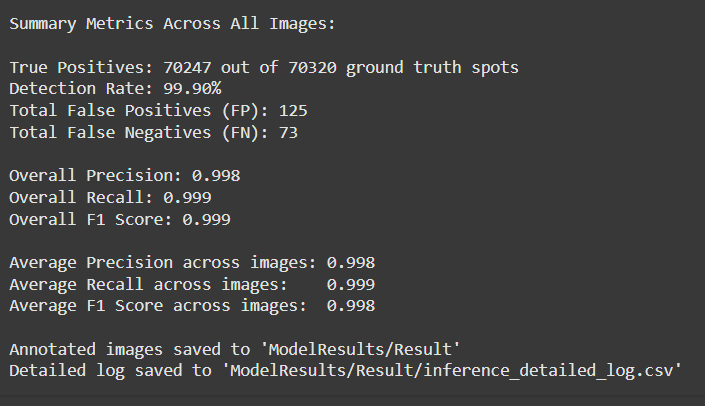 Summary Metrics Across All Images:
True Positives: 70247 out of 70320 ground truth spots
Detection Rate: 99.90%
Total False Positives (FP): 125
Total False Negatives (FN): 73
Overall Precision: 0.998
Overall Recall: 0.999
Overall F1 Score: 0.999
Average Precision across images: 0.998
Average Recall across images:    0.999
Average F1 Score across images:  0.998
Annotated images saved to 'ModelResults/Result'
Detailed log saved to 'ModelResults/Result/inference_detailed_log.csv'